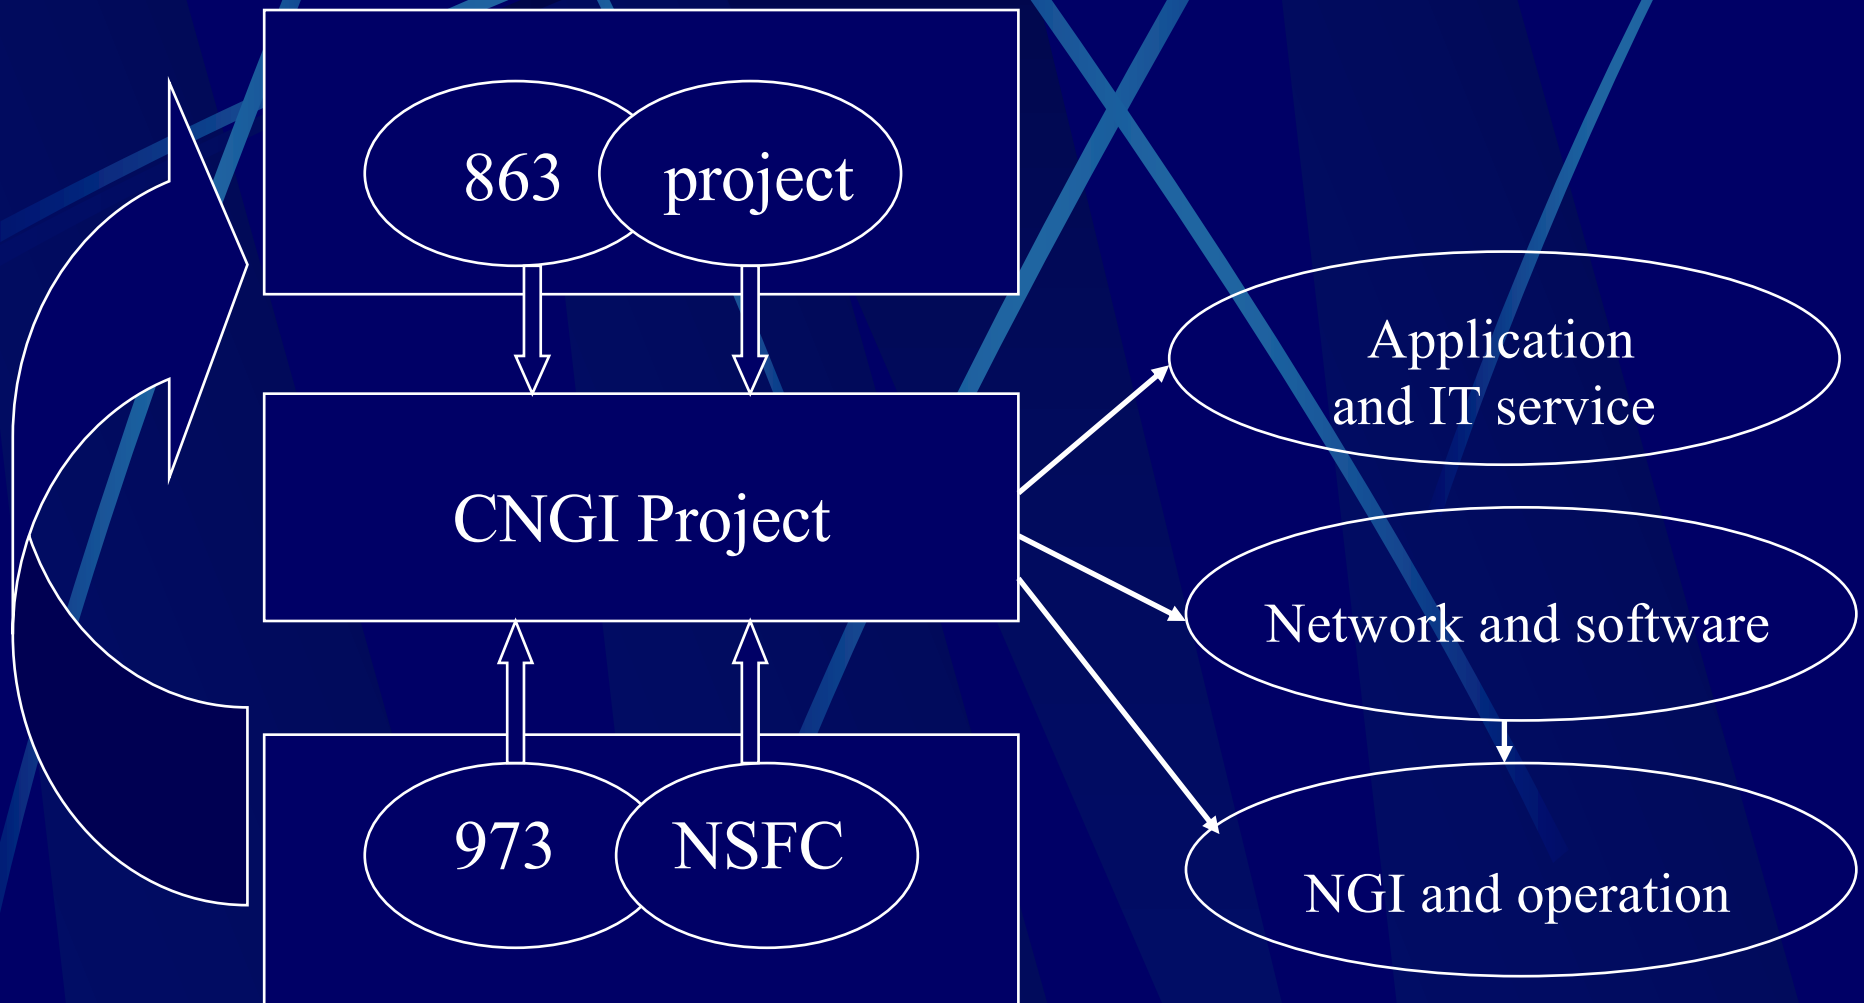 863
project
CNGI Project
973
NSFC
Application
and IT service
Network and software
NGI and operation